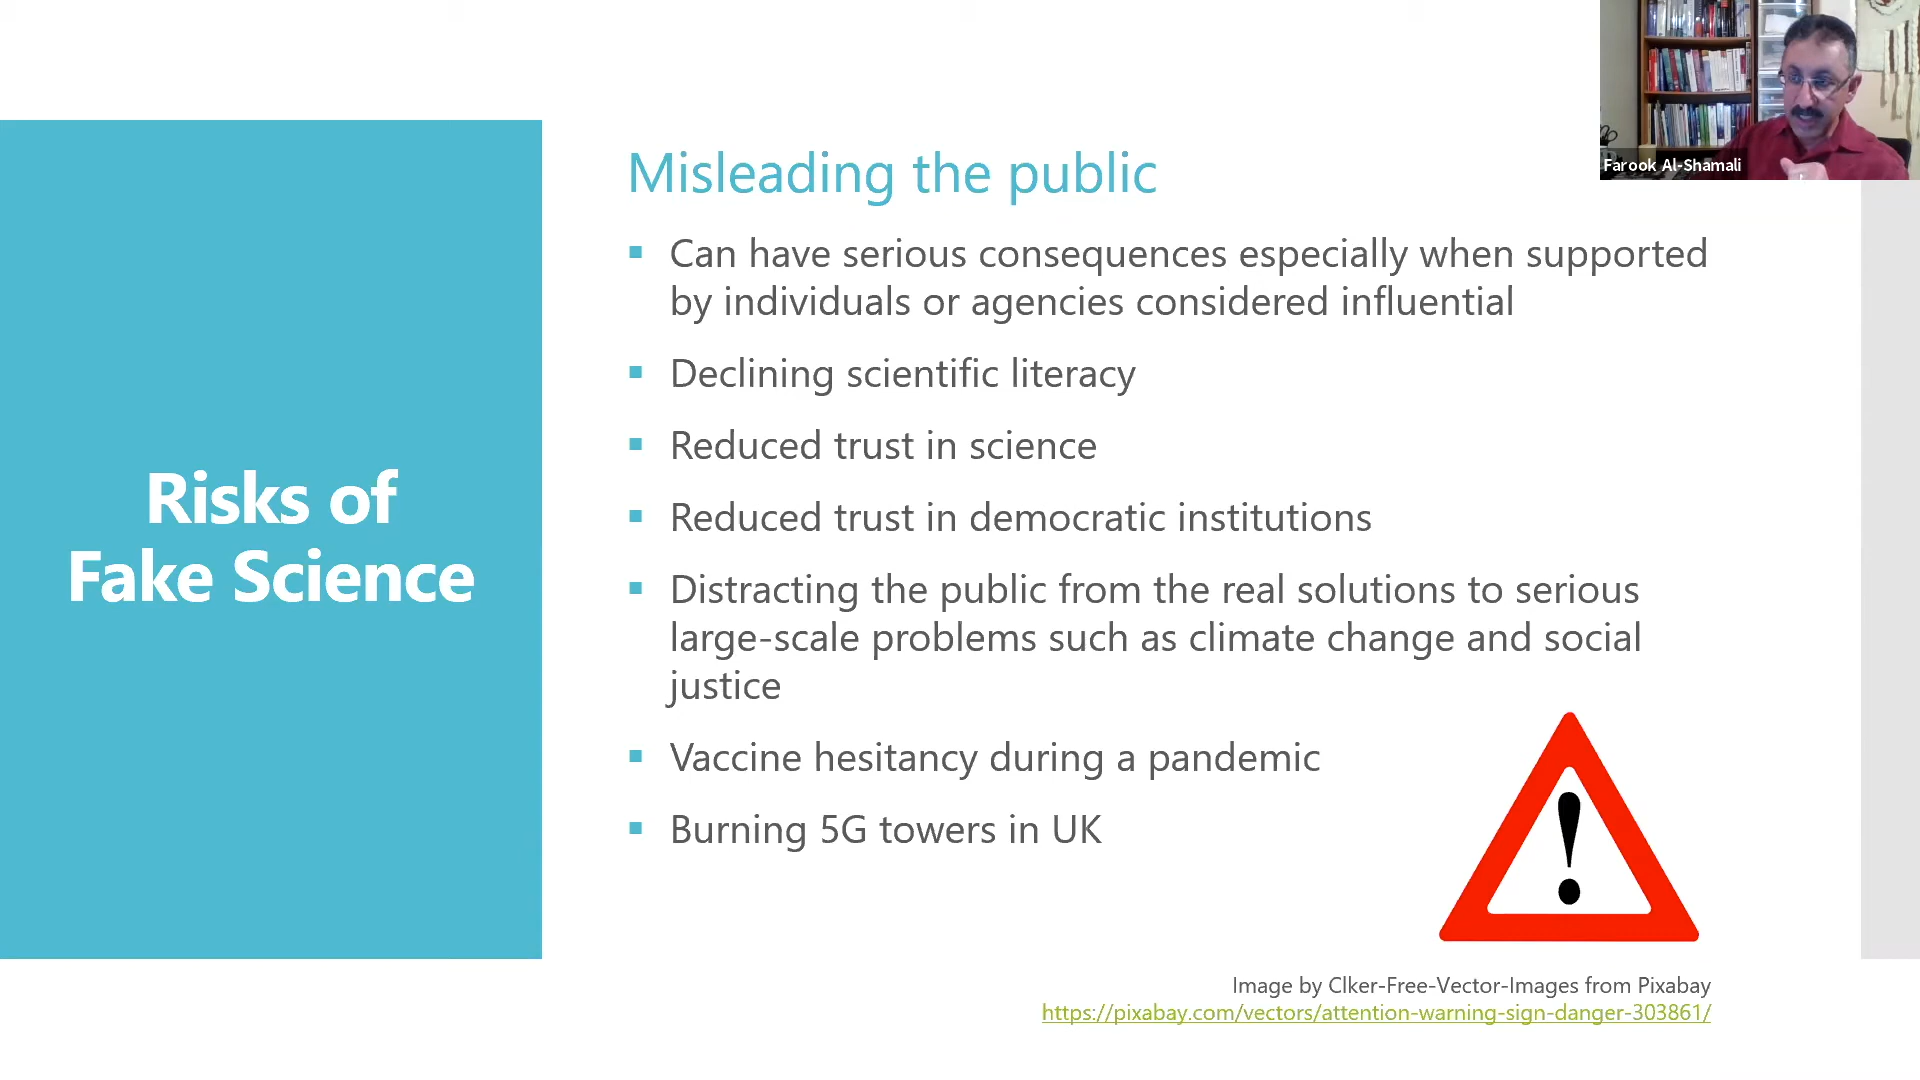 Farook Al-Shamali
Risks of
Fake Science
Misleading the public
▪ Can have serious consequences especially when supported
by individuals or agencies considered influential
▪ Declining scientific literacy
▪ Reduced trust in science
▪ Reduced trust in democratic institutions
▪ Distracting the public from the real solutions to serious
large-scale problems such as climate change and social
justice
▪ Vaccine hesitancy during a pandemic
▪ Burning 5G towers in UK
!
Image by Clker-Free-Vector-Images from Pixabay
https://pixabay.com/vectors/attention-warning-sign-danger-303861/